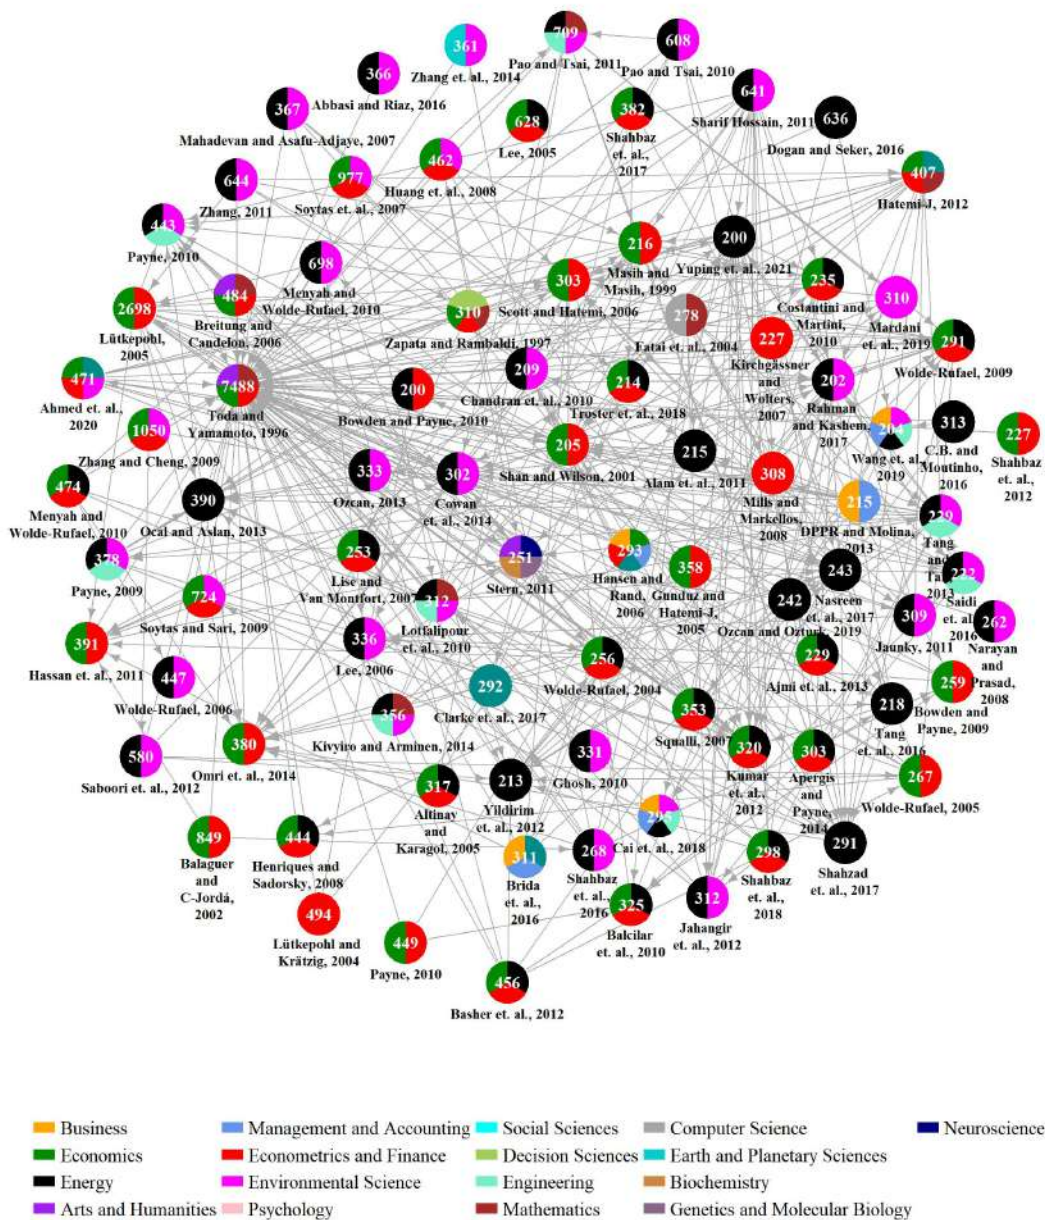 361
Zhang et. al., 2014
709
Pao and Tsai, 2011
608
Pao and Tsai, 2010
366
Abbasi and Riaz, 2016
641
Sharif Hossain, 2011
367
Mahadevan and Asafu-Adjaye, 2007
628
Lee, 2005
382
Shahbaz
et. al.,
2017
636
Dogan and Seker, 2016
644
Zhang, 2011
977
Soytas et. al., 2007
462
Huang et. al., 2008
407
Hatemi-J, 2012
443
Payne, 2010
698
Menyah and
Wolde-Rufael, 2010
216
Masih and
Masih, 1999
200
Yuping et. al., 2021
2698
Lütkepohl,
2005
484
Breitung and
Candelon, 2006
310
Zapata and Rambaldi, 1997
303
Scott and Hatemi, 2006
278
Fatai et. al., 2004
235
Costantini and
Martini,
2010
310
Mardani
et. al.,
2019
227
Kirchgässner
and
Wolters,
2007
291
Wolde-Rufael, 2009
471
Ahmed et. al.,
2020
7488
Toda and
Yamamoto, 1996
200
Bowden and Payne, 2010
209
Chandran et. al., 2010
214
Troster et. al., 2018
202
Rahman
and Kashem,
2017
1050
Zhang and Cheng, 2009
205
Shan and Wilson, 2001
215
Alam et. al., 2011
308
Mills and
Markellos,
2008
Wang et. al.,
2019
313
C.B. and
Moutinho,
2016
227
Shahbaz
et. al.,
2012
474
Menyah and
Wolde-Rufael, 2010
390
Ocal and Aslan, 2013
333
Ozcan, 2013
302
Cowan
et. al., 2014
215
DPPR and Molina,
2013
239
Tang
and
2013
378
Payne, 2009
253
Lise and
Van Montfort, 2007
251
Stern, 2011
293
Hansen and
Rand,
2006
358
Gunduz and
Hatemi-J,
2005
243
Nasreen
et. al., 2017
222
Saidi
et. al.,
2016
724
Soytas and Sari, 2009
312
Lotfalipour
et. al., 2010
242
Ozcan and Ozturk, 2019
309
Jaunky, 2011
262
Narayan
and
Prasad,
2008
391
Hassan et. al., 2011
336
Lee, 2006
256
Wolde-Rufael, 2004
229
Ajmi et. al., 2013
447
Wolde-Rufael, 2006
292
Clarke et. al., 2017
259
Bowden and
Payne, 2009
356
Kivyiro and Arminen, 2014
353
Squalli, 2007
218
Tang
et. al., 2016
580
Saboori et. al., 2012
380
Omri et. al., 2014
331
Ghosh, 2010
320
Kumar
et. al.,
2012
303
Apergis
and
Payne,
2014
317
Altinay
and
Karagol, 2005
213
Yildirim
et. al., 2012
267
Wolde-Rufael, 2005
295
Cai et. al., 2018
849
Balaguer
and
C-Jordá,
2002
444
Henriques and
Sadorsky, 2008
311
Brida
et. al.,
2016
268
Shahbaz
et. al.,
2016
298
Shahbaz
et. al.,
2018
291
Shahzad
et. al., 2017
494
Lütkepohl and
Krätzig, 2004
325
Balcilar
et. al., 2010
312
Jahangir
et. al., 2012
449
Payne, 2010
456
Basher et. al., 2012
Business
Management and Accounting
Social Sciences
Computer Science
Neuroscience
Economics
Econometrics and Finance
Decision Sciences
Earth and Planetary Sciences
Energy
Environmental Science
Engineering
Biochemistry
Arts and Humanities
Psychology
Mathematics
Genetics and Molecular Biology